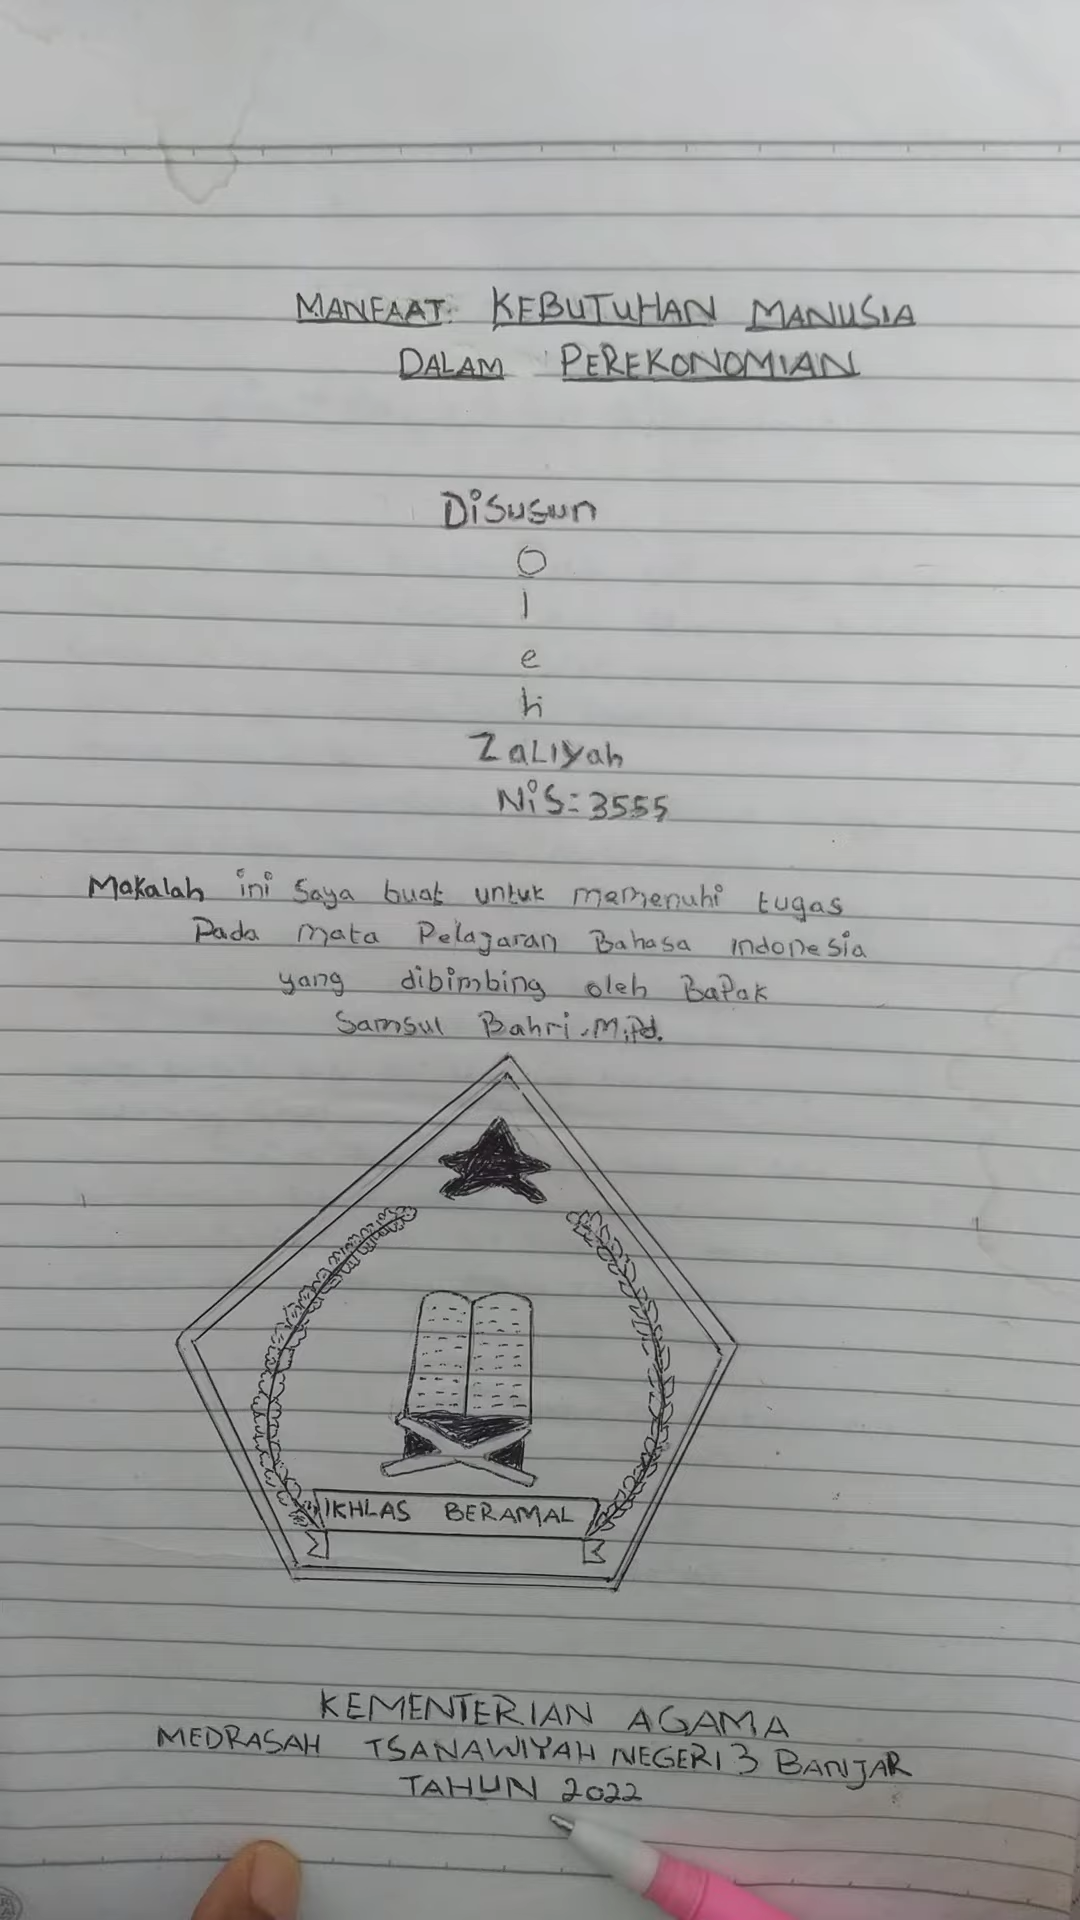 MANFAAT KEBUTUHAN MANUSIA
DALAM PEREKONOMIAN
DiSuSun
O
l
e
h
ZaLIyah
NiS: 3555
Makalah ini Saya buat untuk memenuhi tugas
Pada mata Pelajaran Bahasa indonesia
yang dibimbing oleh BaPak
Samsul Bahri.M.Pd.
IKHLAS BERAMAL
KEMENTERIAN AGAMA
MEDRASAH TSANAWIYAH NEGERI 3 BANJAR
TAHUN 2022